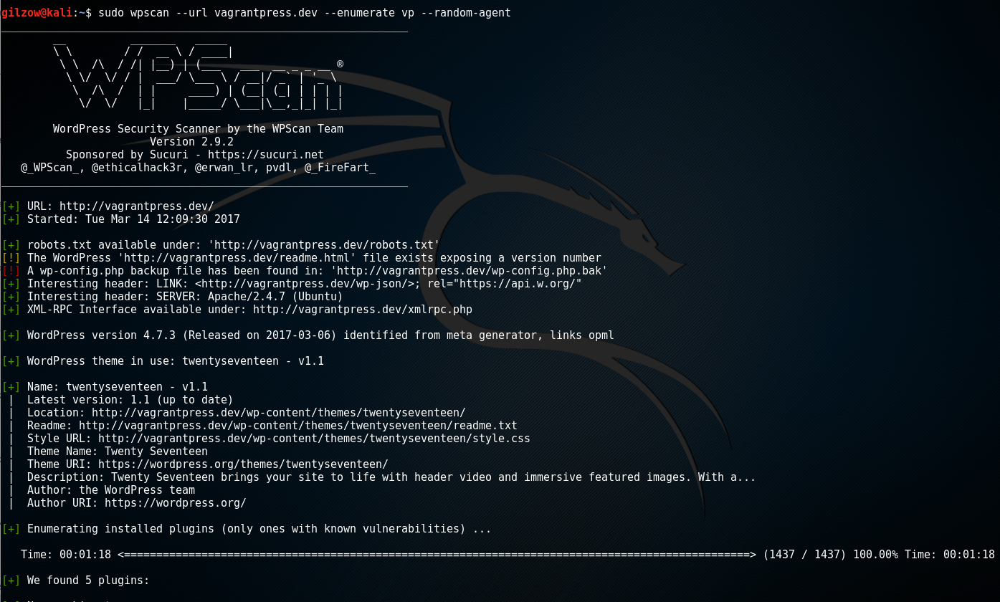 gilzow@kali:~$ sudo wpscan --url vagrantpress.dev --enumerate vp --random-agent
_______________________________________________________________
        __          _______   _____
        \ \        / /  __ \ / ____|
         \ \  /\  / /| |__) | (___   ___  __ _ _ __ ®
          \ \/  \/ / |  ___/ \___ \ / __|/ _` | '_ \
           \  /\  /  | |     ____) | (__| (_| | | | |
            \/  \/   |_|    |_____/ \___|\__,_|_| |_|
        WordPress Security Scanner by the WPScan Team
                       Version 2.9.2
          Sponsored by Sucuri - https://sucuri.net
   @_WPScan_, @ethicalhack3r, @erwan_lr, pvdl, @_FireFart_
_______________________________________________________________
[+] URL: http://vagrantpress.dev/
[+] Started: Tue Mar 14 12:09:30 2017
[+] robots.txt available under: 'http://vagrantpress.dev/robots.txt'
[!] The WordPress 'http://vagrantpress.dev/readme.html' file exists exposing a version number
[!] A wp-config.php backup file has been found in: 'http://vagrantpress.dev/wp-config.php.bak'
[+] Interesting header: LINK: <http://vagrantpress.dev/wp-json/>; rel="https://api.w.org/"
[+] Interesting header: SERVER: Apache/2.4.7 (Ubuntu)
[+] XML-RPC Interface available under: http://vagrantpress.dev/xmlrpc.php
[+] WordPress version 4.7.3 (Released on 2017-03-06) identified from meta generator, links opml
[+] WordPress theme in use: twentyseventeen - v1.1
[+] Name: twentyseventeen - v1.1
 |  Latest version: 1.1 (up to date)
 |  Location: http://vagrantpress.dev/wp-content/themes/twentyseventeen/
 |  Readme: http://vagrantpress.dev/wp-content/themes/twentyseventeen/readme.txt
 |  Style URL: http://vagrantpress.dev/wp-content/themes/twentyseventeen/style.css
 |  Theme Name: Twenty Seventeen
 |  Theme URI: https://wordpress.org/themes/twentyseventeen/
 |  Description: Twenty Seventeen brings your site to life with header video and immersive featured images. With a...
 |  Author: the WordPress team
 |  Author URI: https://wordpress.org/
[+] Enumerating installed plugins (only ones with known vulnerabilities) ...
   Time: 00:01:18 <=================================================================================================> (1437 / 1437) 100.00% Time: 00:01:18
[+] We found 5 plugins: